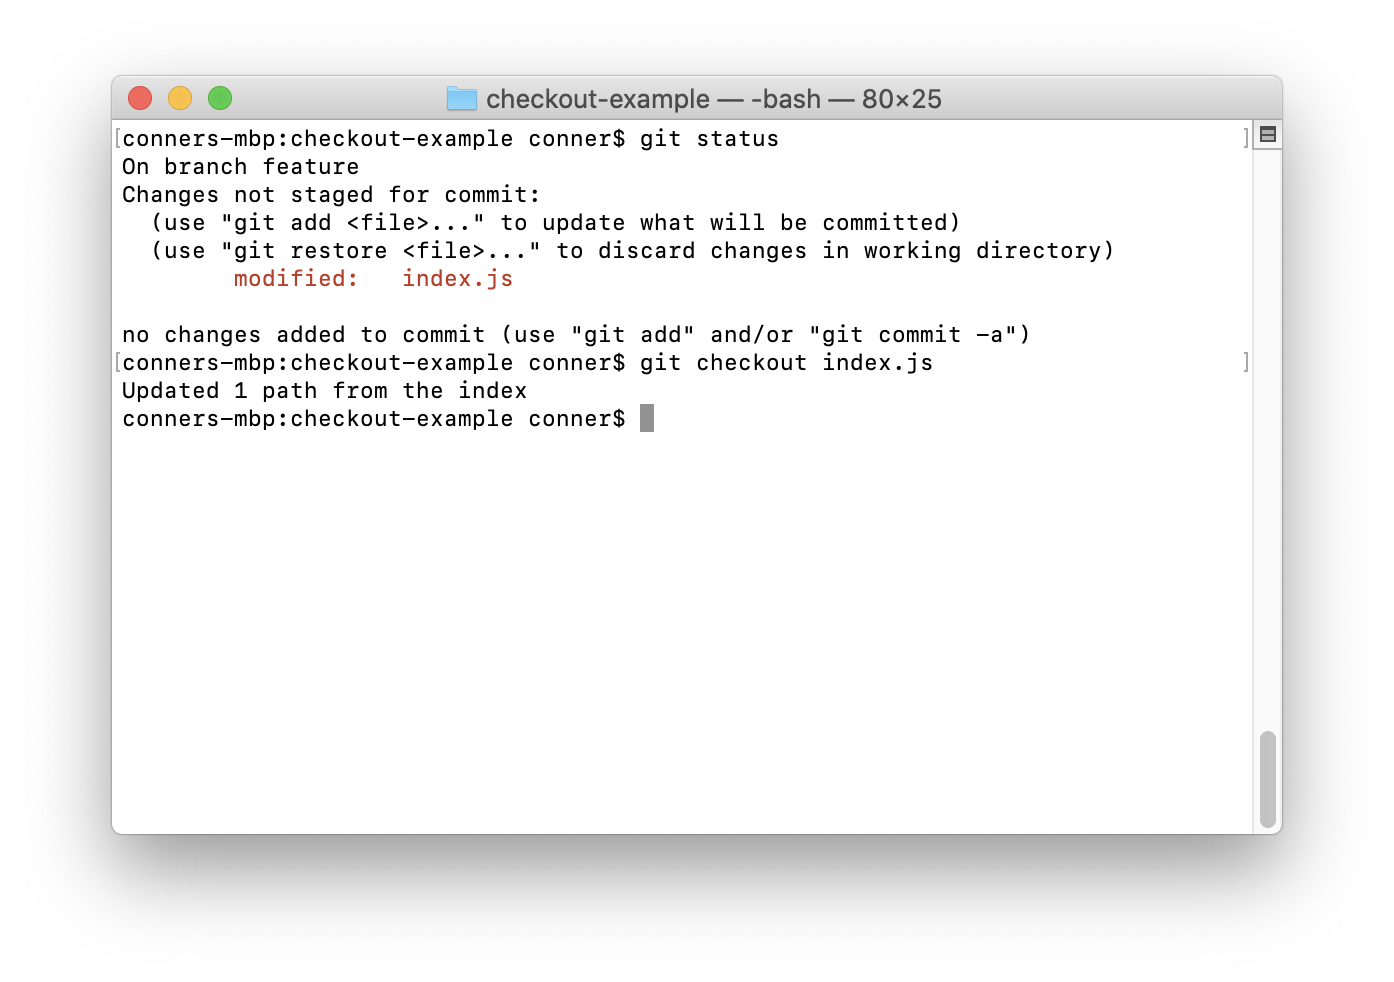 checkout-example — -bash — 80×25
[conners-mbp:checkout-example conner$ git status ]
On branch feature
Changes not staged for commit:
  (use "git add <file>..." to update what will be committed)
  (use "git restore <file>..." to discard changes in working directory)
        modified:   index.js

no changes added to commit (use "git add" and/or "git commit -a")
[conners-mbp:checkout-example conner$ git checkout index.js ]
Updated 1 path from the index
conners-mbp:checkout-example conner$